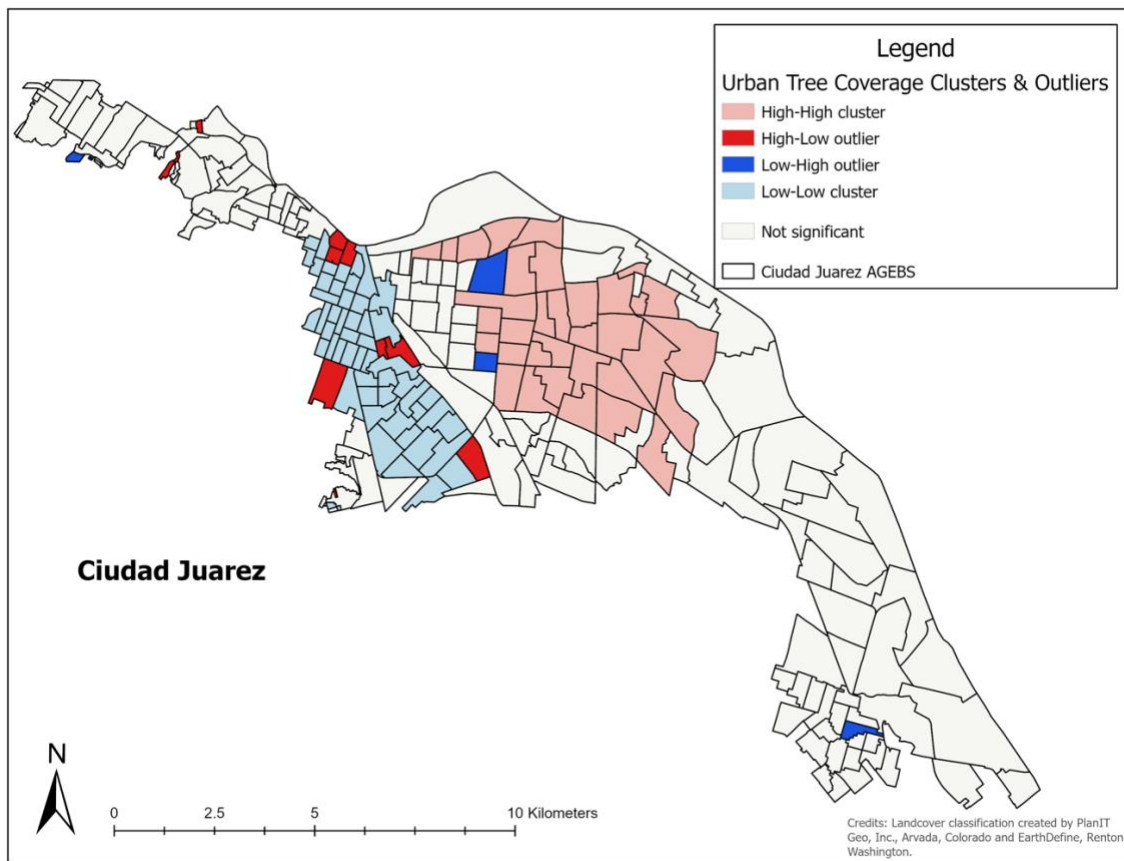 Legend
Urban Tree Coverage Clusters & Outliers
High-High cluster
High-Low outlier
Low-High outlier
Low-Low cluster
Not significant
Ciudad Juarez AGEBS
Ciudad Juarez
N
0 2.5 5 10 Kilometers
Credits: Landcover classification created by PlanIT
Geo, Inc., Arvada, Colorado and EarthDefine, Renton
Washington.